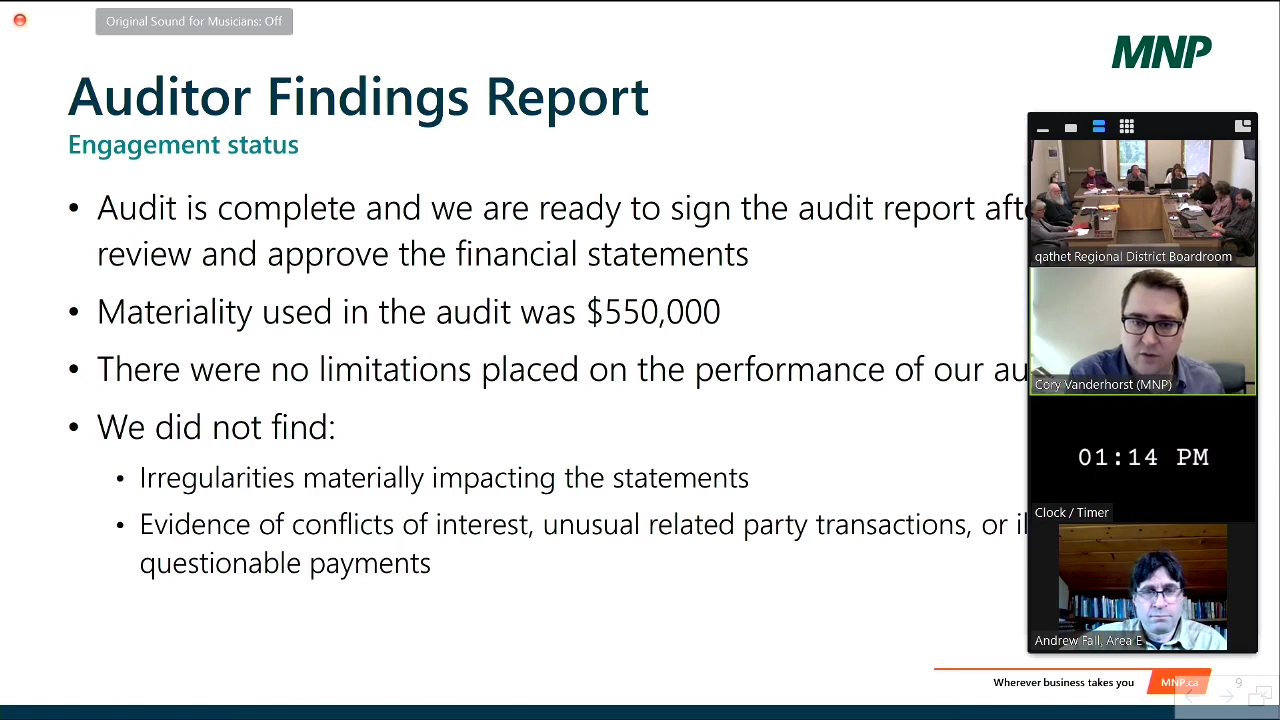 Original Sound for Musicians: Off
MNP
Auditor Findings Report
Engagement status
• Audit is complete and we are ready to sign the audit report
review and approve the financial statements
• Materiality used in the audit was $550,000
• There were no limitations placed on the performance of our
• We did not find:
• Irregularities materially impacting the statements
• Evidence of conflicts of interest, unusual related party transactions, or
questionable payments
qathet Regional District Boardroom
Cory Vanderhorst (MNP)
01:14 PM
Clock / Timer
Andrew Fall, Area E
Wherever business takes you
MNP.ca
9